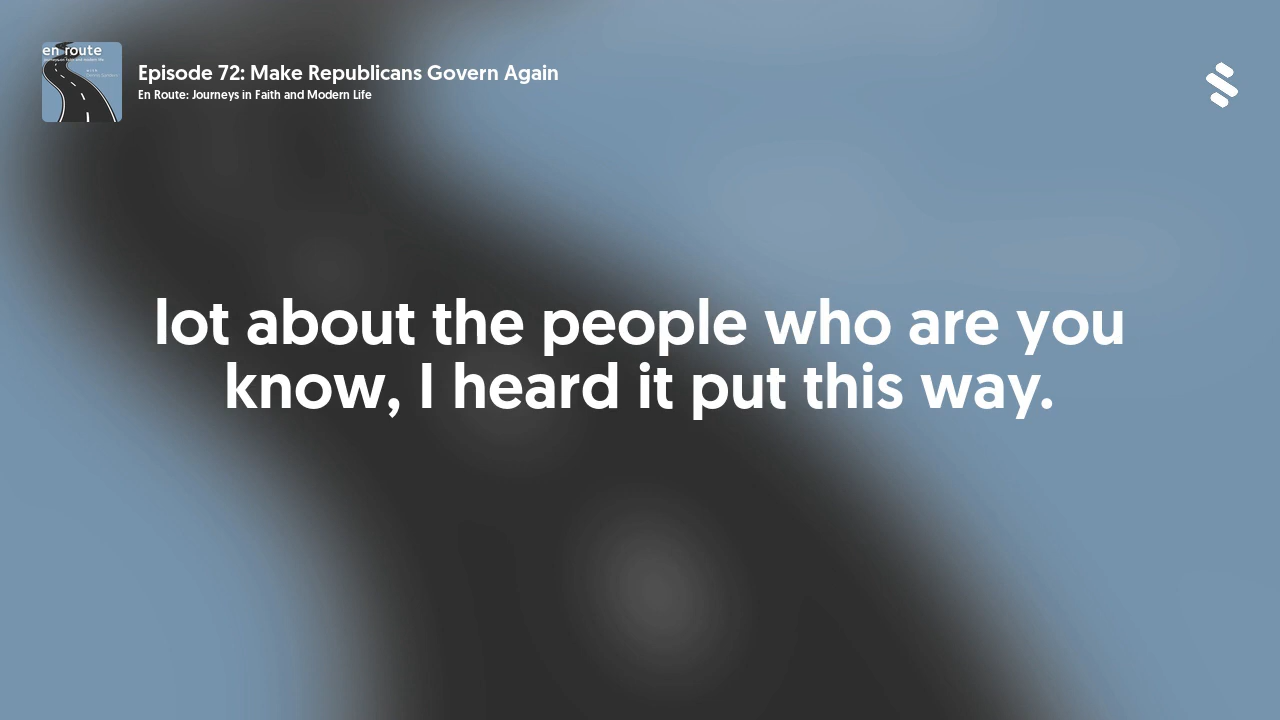 en route
Episode 72: Make Republicans Govern Again
En Route: Journeys in Faith and Modern Life
lot about the people who are you
know, I heard it put this way.